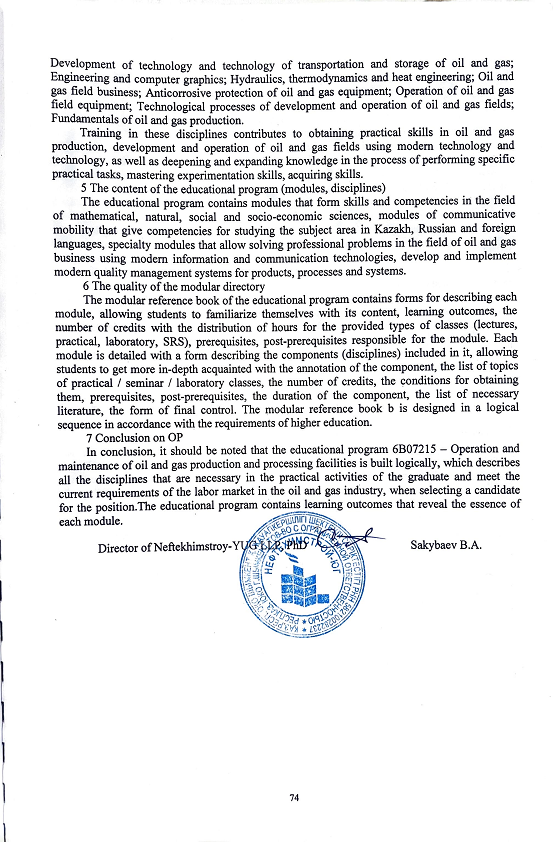 Development of technology and technology of transportation and storage of oil and gas;
Engineering and computer graphics; Hydraulics, thermodynamics and heat engineering; Oil and
gas field business; Anticorrosive protection of oil and gas equipment; Operation of oil and gas
field equipment; Technological processes of development and operation of oil and gas fields;
Fundamentals of oil and gas production.
Training in these disciplines contributes to obtaining practical skills in oil and gas
production, development and operation of oil and gas fields using modern technology and
technology, as well as deepening and expanding knowledge in the process of performing specific
practical tasks, mastering experimentation skills, acquiring skills.
5 The content of the educational program (modules, disciplines)
The educational program contains modules that form skills and competencies in the field
of mathematical, natural, social and socio-economic sciences, modules of communicative
mobility that give competencies for studying the subject area in Kazakh, Russian and foreign
languages, specialty modules that allow solving professional problems in the field of oil and gas
business using modern information and communication technologies, develop and implement
modern quality management systems for products, processes and systems.
6 The quality of the modular directory
The modular reference book of the educational program contains forms for describing each
module, allowing students to familiarize themselves with its content, learning outcomes, the
number of credits with the distribution of hours for the provided types of classes (lectures,
practical, laboratory, SRS), prerequisites, post-prerequisites responsible for the module. Each
module is detailed with a form describing the components (disciplines) included in it, allowing
students to get more in-depth acquainted with the annotation of the component, the list of topics
of practical / seminar / laboratory classes, the number of credits, the conditions for obtaining
them, prerequisites, post-prerequisites, the duration of the component, the list of necessary
literature, the form of final control. The modular reference book b is designed in a logical
sequence in accordance with the requirements of higher education.
7 Conclusion on OP
In conclusion, it should be noted that the educational program 6B07215 – Operation and
maintenance of oil and gas production and processing facilities is built logically, which describes
all the disciplines that are necessary in the practical activities of the graduate and meet the
current requirements of the labor market in the oil and gas industry, when selecting a candidate
for the position.The educational program contains learning outcomes that reveal the essence of
each module.
Director of Neftekhimstroy-YUG LLP, PhD Sakybaev B.A.
74